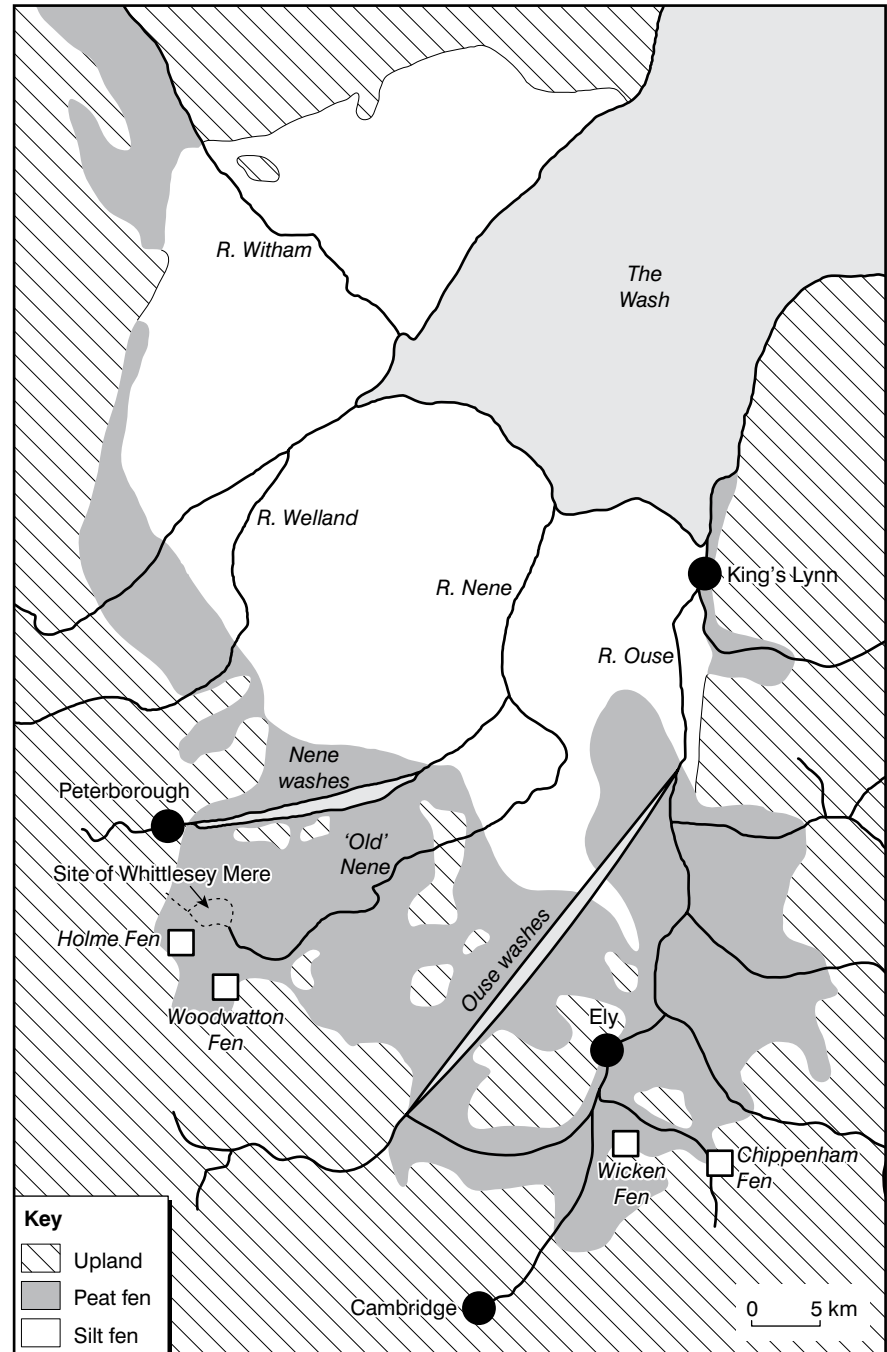 R. Witham
The
Wash
R. Welland
R. Nene
King's Lynn
R. Ouse
Nene
washes
Peterborough
'Old'
Nene
Site of Whittlesey Mere
Holme Fen
Woodwatton
Fen
Ouse washes
Ely
Wicken
Fen
Chippenham
Fen
Cambridge
Key
Upland
Peat fen
Silt fen
0 5 km